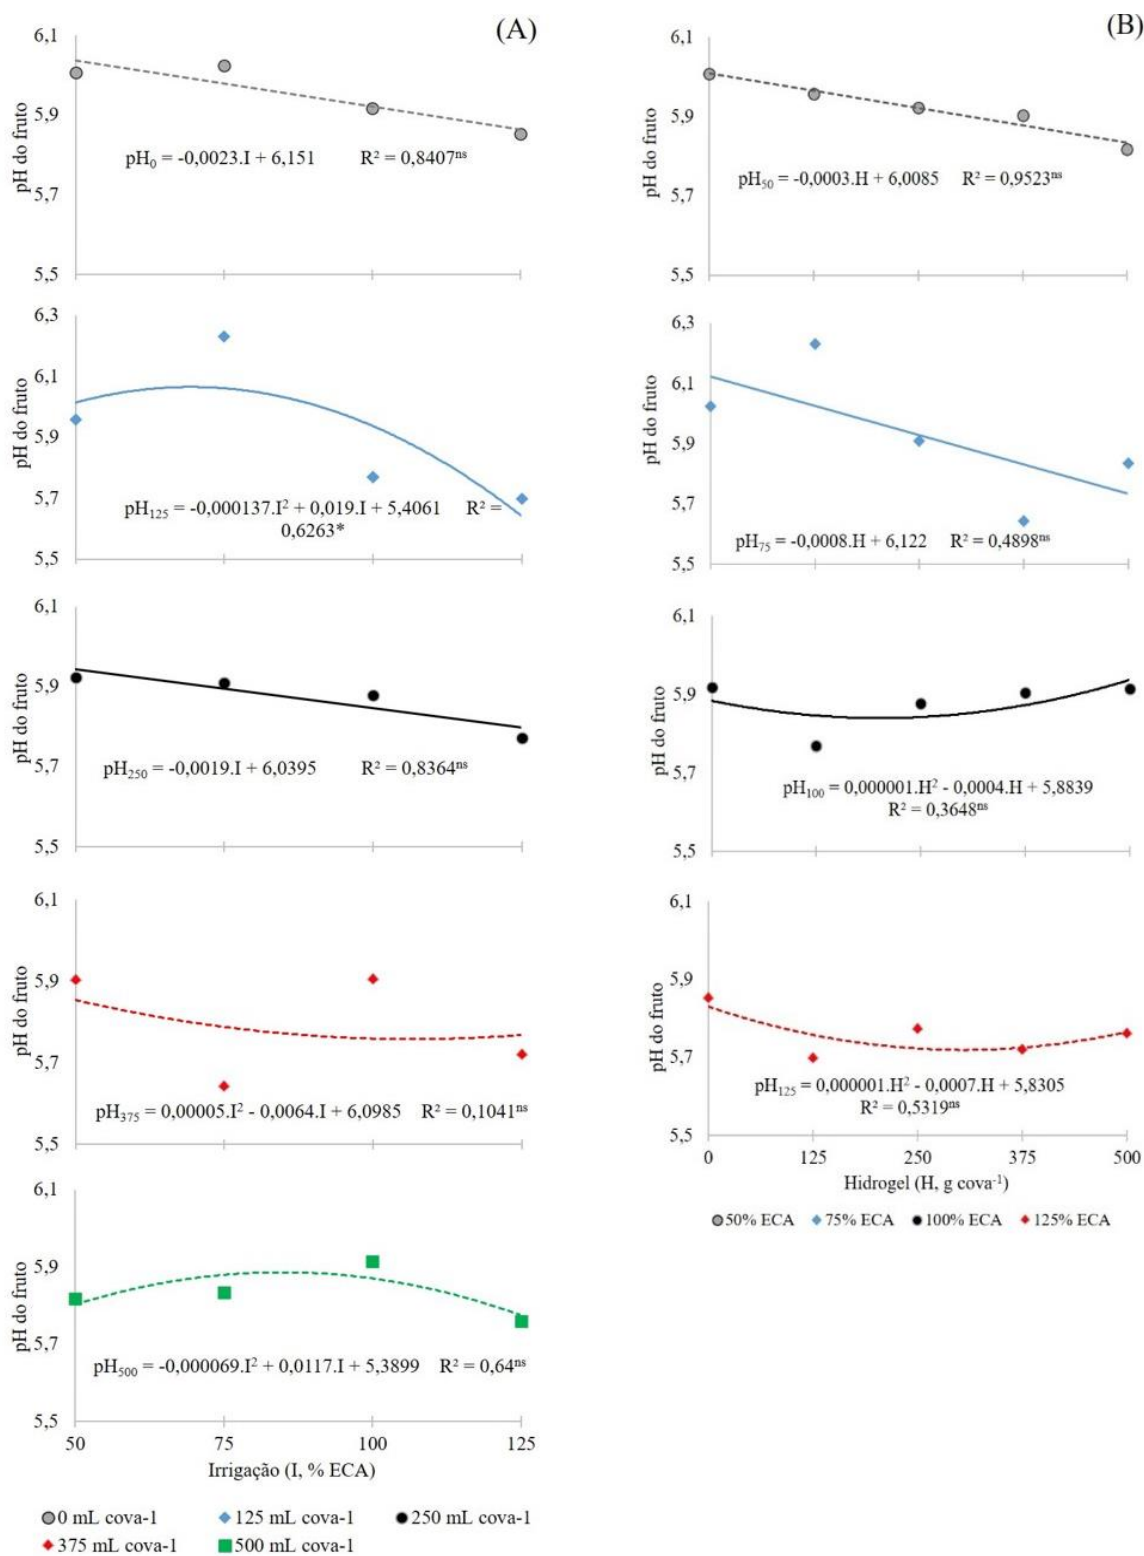 (A)
6,1
5,9
5,7
5,5
pH do fruto
pH₀ = -0,0023.I + 6,151 R² = 0,8407ⁿˢ
6,3
6,1
5,9
5,7
5,5
pH do fruto
pH₁₂₅ = -0,000137.I² + 0,019.I + 5,4061 R² =
0,6263*
6,1
5,9
5,7
5,5
pH do fruto
pH₂₅₀ = -0,0019.I + 6,0395 R² = 0,8364ⁿˢ
6,1
5,9
5,7
5,5
pH do fruto
pH₃₇₅ = 0,00005.I² - 0,0064.I + 6,0985 R² = 0,1041ⁿˢ
6,1
5,9
5,7
5,5
pH do fruto
pH₅₀₀ = -0,000069.I² + 0,0117.I + 5,3899 R² = 0,64ⁿˢ
50 75 100 125
Irrigação (I, % ECA)
0 mL cova-1 125 mL cova-1 250 mL cova-1
375 mL cova-1 500 mL cova-1
(B)
6,1
5,9
5,7
5,5
pH do fruto
pH₅₀ = -0,0003.H + 6,0085 R² = 0,9523ⁿˢ
6,3
6,1
5,9
5,7
5,5
pH do fruto
pH₇₅ = -0,0008.H + 6,122 R² = 0,4898ⁿˢ
6,1
5,9
5,7
5,5
pH do fruto
pH₁₀₀ = 0,000001.H² - 0,0004.H + 5,8839
R² = 0,3648ⁿˢ
6,1
5,9
5,7
5,5
pH do fruto
pH₁₂₅ = 0,000001.H² - 0,0007.H + 5,8305
R² = 0,5319ⁿˢ
0 125 250 375 500
Hidrogel (H, g cova⁻¹)
50% ECA 75% ECA 100% ECA 125% ECA